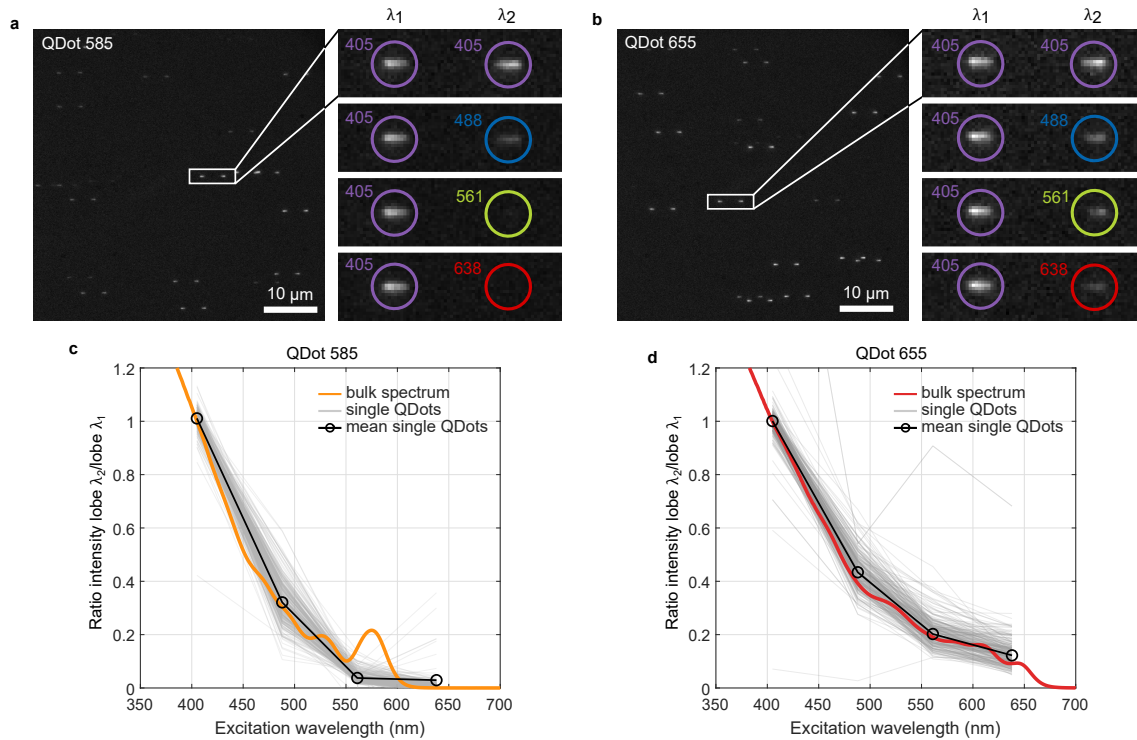 a
QDot 585
λ1
λ2
405
405
405
488
405
561
405
638
10 µm
b
QDot 655
λ1
λ2
405
405
405
488
405
561
405
638
10 µm
c
QDot 585
Ratio intensity lobe λ2/lobe λ1
1.2
1
0.8
0.6
0.4
0.2
0
bulk spectrum
single QDots
mean single QDots
350 400 450 500 550 600 650 700
Excitation wavelength (nm)
d
QDot 655
Ratio intensity lobe λ2/lobe λ1
1.2
1
0.8
0.6
0.4
0.2
0
bulk spectrum
single QDots
mean single QDots
350 400 450 500 550 600 650 700
Excitation wavelength (nm)